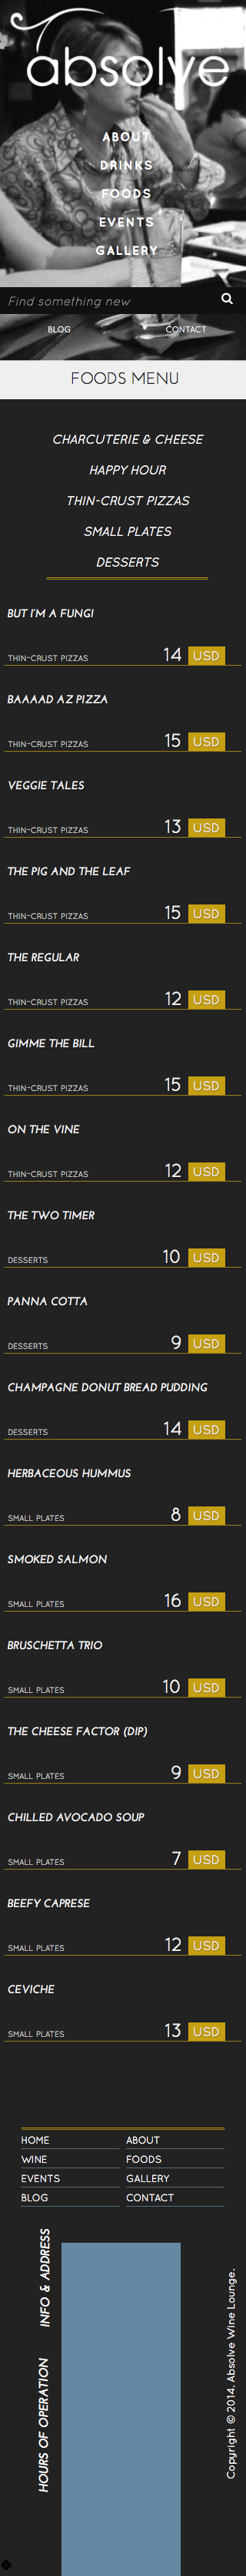 absolve
ABOUT
DRINKS
FOODS
EVENTS
GALLERY
Find something new
BLOG CONTACT
FOODS MENU
CHARCUTERIE & CHEESE
HAPPY HOUR
THIN-CRUST PIZZAS
SMALL PLATES
DESSERTS
BUT I'M A FUNGI
THIN-CRUST PIZZAS 14 USD
BAAAAD AZ PIZZA
THIN-CRUST PIZZAS 15 USD
VEGGIE TALES
THIN-CRUST PIZZAS 13 USD
THE PIG AND THE LEAF
THIN-CRUST PIZZAS 15 USD
THE REGULAR
THIN-CRUST PIZZAS 12 USD
GIMME THE BILL
THIN-CRUST PIZZAS 15 USD
ON THE VINE
THIN-CRUST PIZZAS 12 USD
THE TWO TIMER
DESSERTS 10 USD
PANNA COTTA
DESSERTS 9 USD
CHAMPAGNE DONUT BREAD PUDDING
DESSERTS 14 USD
HERBACEOUS HUMMUS
SMALL PLATES 8 USD
SMOKED SALMON
SMALL PLATES 16 USD
BRUSCHETTA TRIO
SMALL PLATES 10 USD
THE CHEESE FACTOR (DIP)
SMALL PLATES 9 USD
CHILLED AVOCADO SOUP
SMALL PLATES 7 USD
BEEFY CAPRESE
SMALL PLATES 12 USD
CEVICHE
SMALL PLATES 13 USD
HOME ABOUT
WINE FOODS
EVENTS GALLERY
BLOG CONTACT
INFO & ADDRESS
HOURS OF OPERATION
Copyright © 2014. Absolve Wine Lounge.